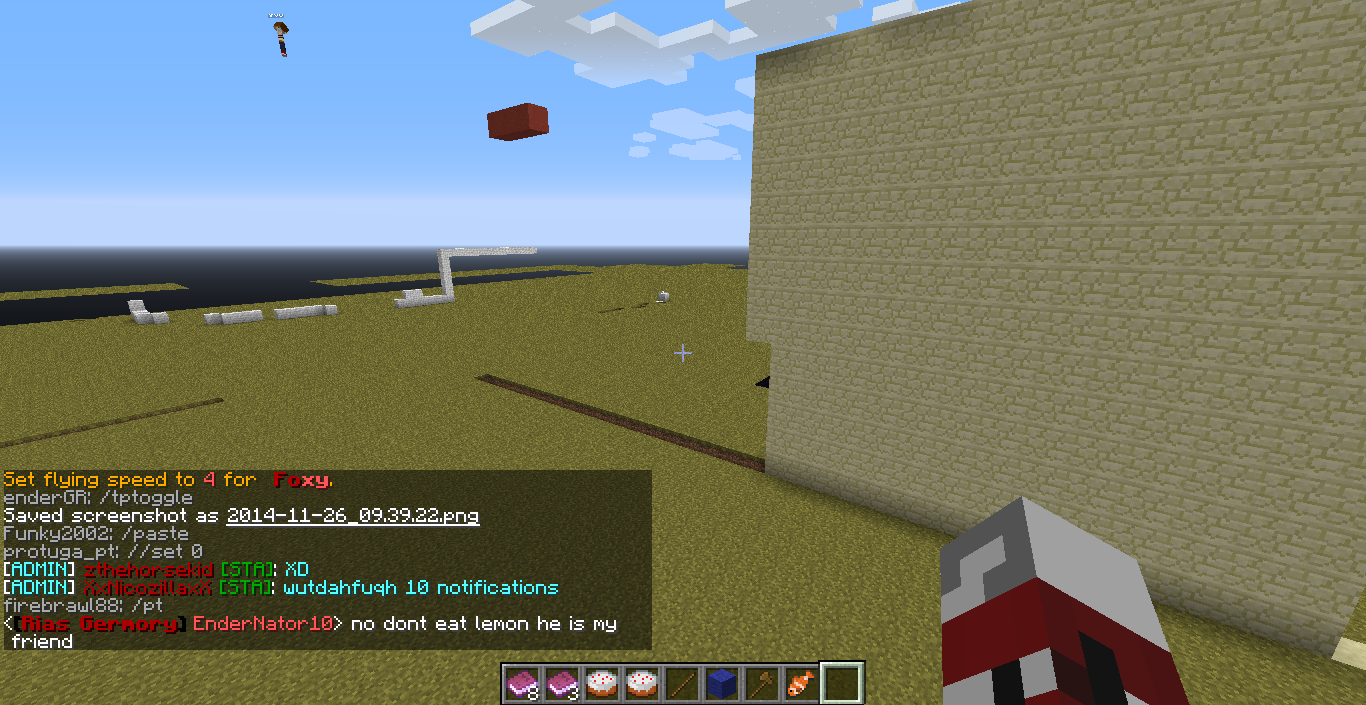 Set flying speed to 4 for Foxy.
enderGR: /tptoggle
Saved screenshot as 2014-11-26_09.39.22.png
Funky2002: /paste
protuga_pt: //set 0
[ADMIN] zthehorsekid [STA]: XD
[ADMIN] XxNicozillaxX [STA]: wutdahfuqh 10 notifications
firebrawl88: /pt
<[Rias Germory] EnderNator10> no dont eat lemon he is my
friend
8
3